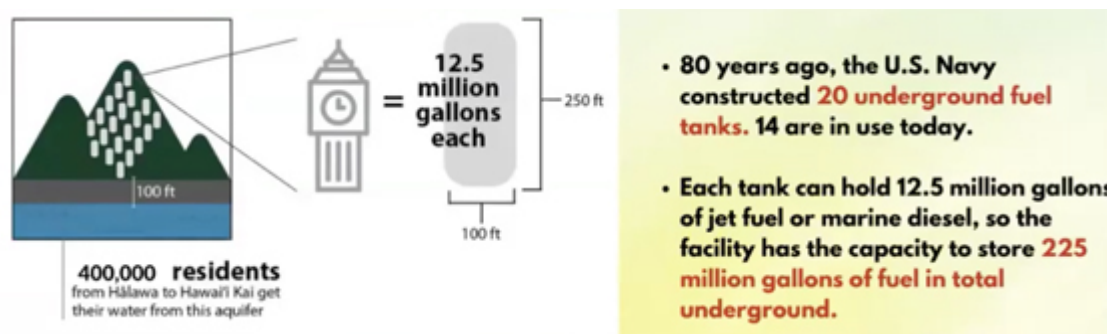 12.5
million
gallons
each
250 ft
100 ft
100 ft
400,000 residents
from Hālawa to Hawai'i Kai get
their water from this aquifer
• 80 years ago, the U.S. Navy
constructed 20 underground fuel
tanks. 14 are in use today.
• Each tank can hold 12.5 million gallons
of jet fuel or marine diesel, so the
facility has the capacity to store 225
million gallons of fuel in total
underground.